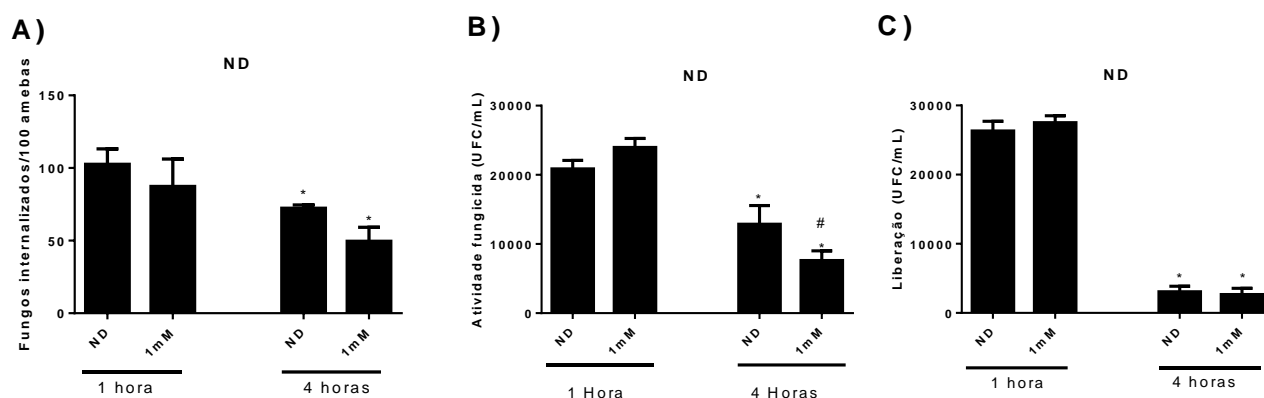 A)
ND
Fungos internalizados/100 amebas
150
100
50
0
ND
1mM
ND
1mM
*
*
1 hora
4 horas
B)
ND
Atividade fungicida (UFC/mL)
30000
20000
10000
0
ND
1mM
ND
1mM
*
#
*
1 Hora
4 Horas
C)
ND
Liberação (UFC/mL)
30000
20000
10000
0
ND
1mM
ND
1mM
*
*
1 hora
4 horas